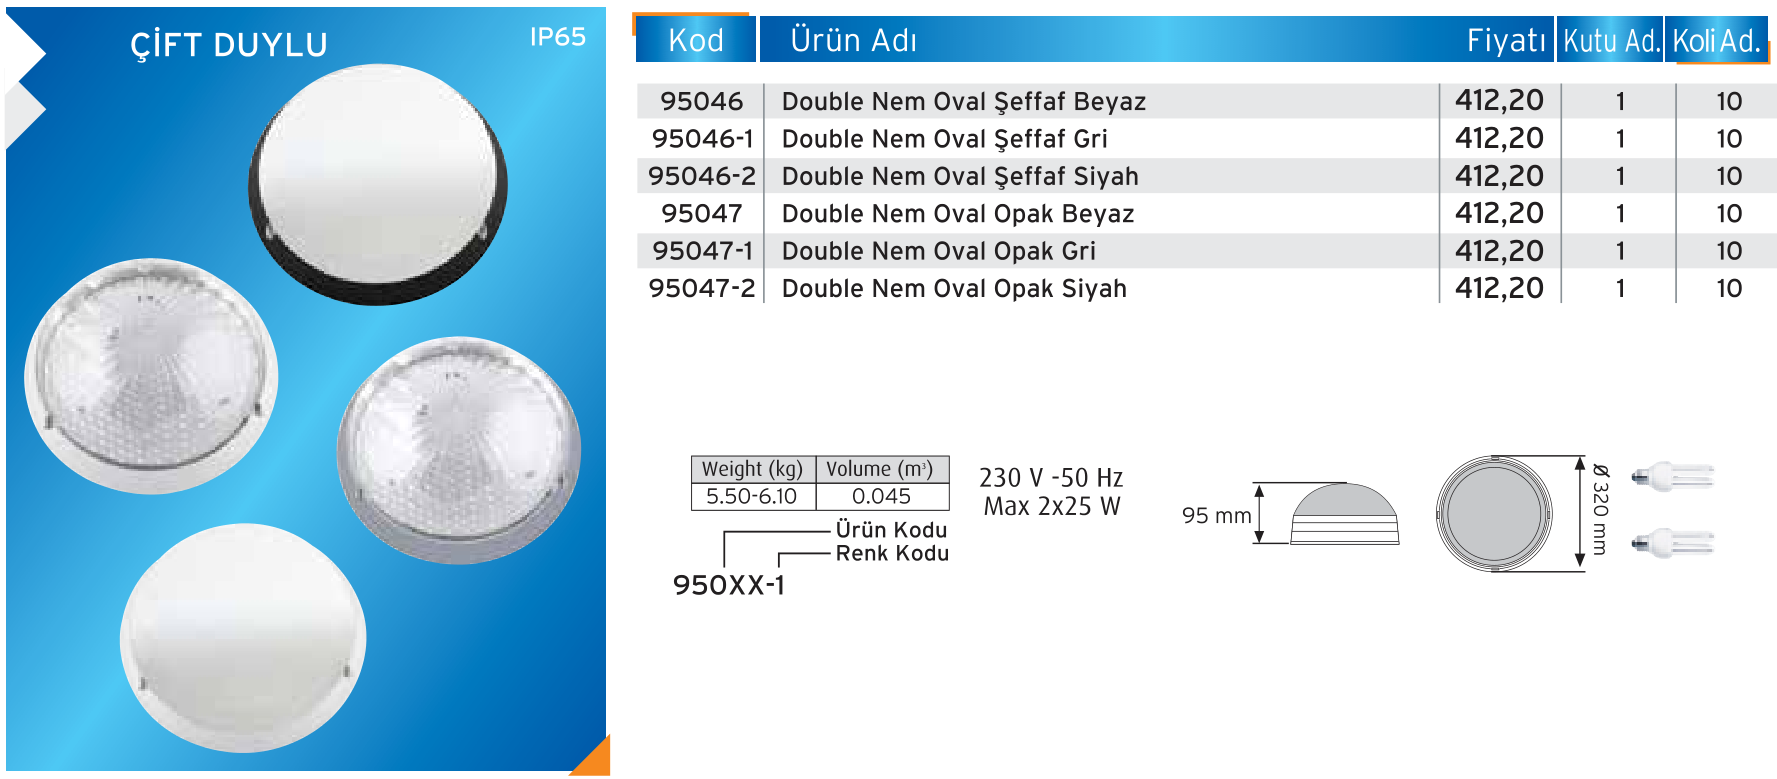 ÇİFT DUYLU
IP65
Kod Ürün Adı Fiyatı Kutu Ad. Koli Ad.
95046 Double Nem Oval Şeffaf Beyaz 412,20 1 10
95046-1 Double Nem Oval Şeffaf Gri 412,20 1 10
95046-2 Double Nem Oval Şeffaf Siyah 412,20 1 10
95047 Double Nem Oval Opak Beyaz 412,20 1 10
95047-1 Double Nem Oval Opak Gri 412,20 1 10
95047-2 Double Nem Oval Opak Siyah 412,20 1 10
Weight (kg) Volume (m³)
5.50-6.10 0.045
Ürün Kodu
Renk Kodu
950XX-1
230 V -50 Hz
Max 2x25 W
95 mm
Ø 320 mm